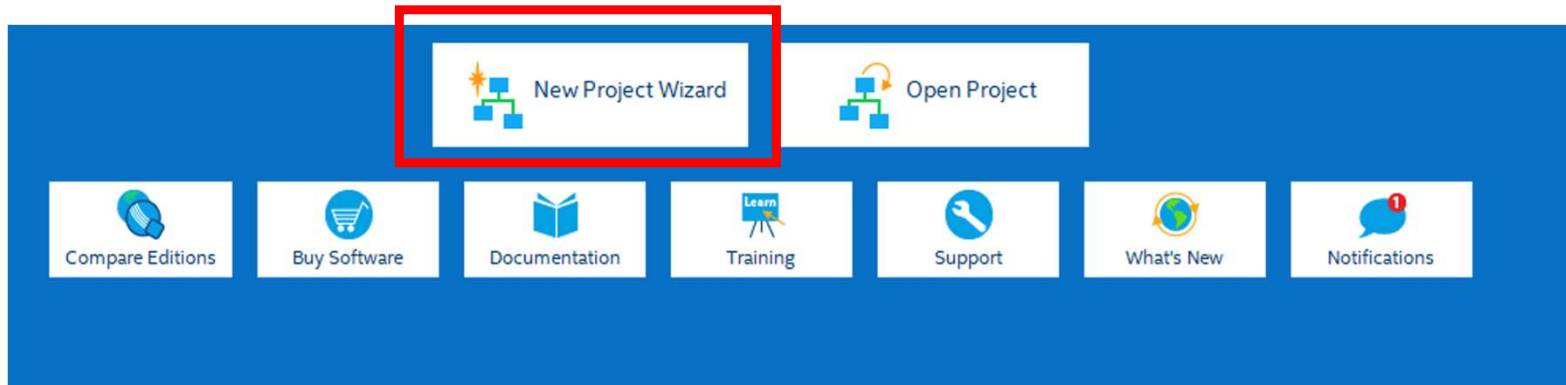 New Project Wizard
Open Project
Compare Editions
Buy Software
Documentation
Learn
Training
Support
What's New
1
Notifications